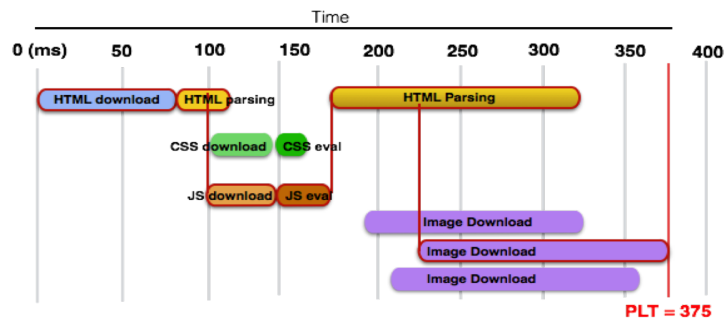 Time
0 (ms) 50 100 150 200 250 300 350 400
HTML download HTML parsing HTML Parsing
CSS download CSS eval
JS download JS eval
Image Download
Image Download
Image Download
PLT = 375